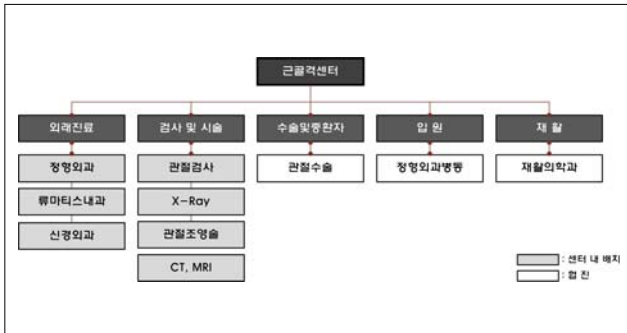 근골격센터
외래진료
검사 및 시술
수술및중환자
입 원
재 활
정형외과
관절검사
관절수술
정형외과병동
재활의학과
류마티스내과
X-Ray
신경외과
관절조영술
CT, MRI
: 센터 내 배치
: 협 진